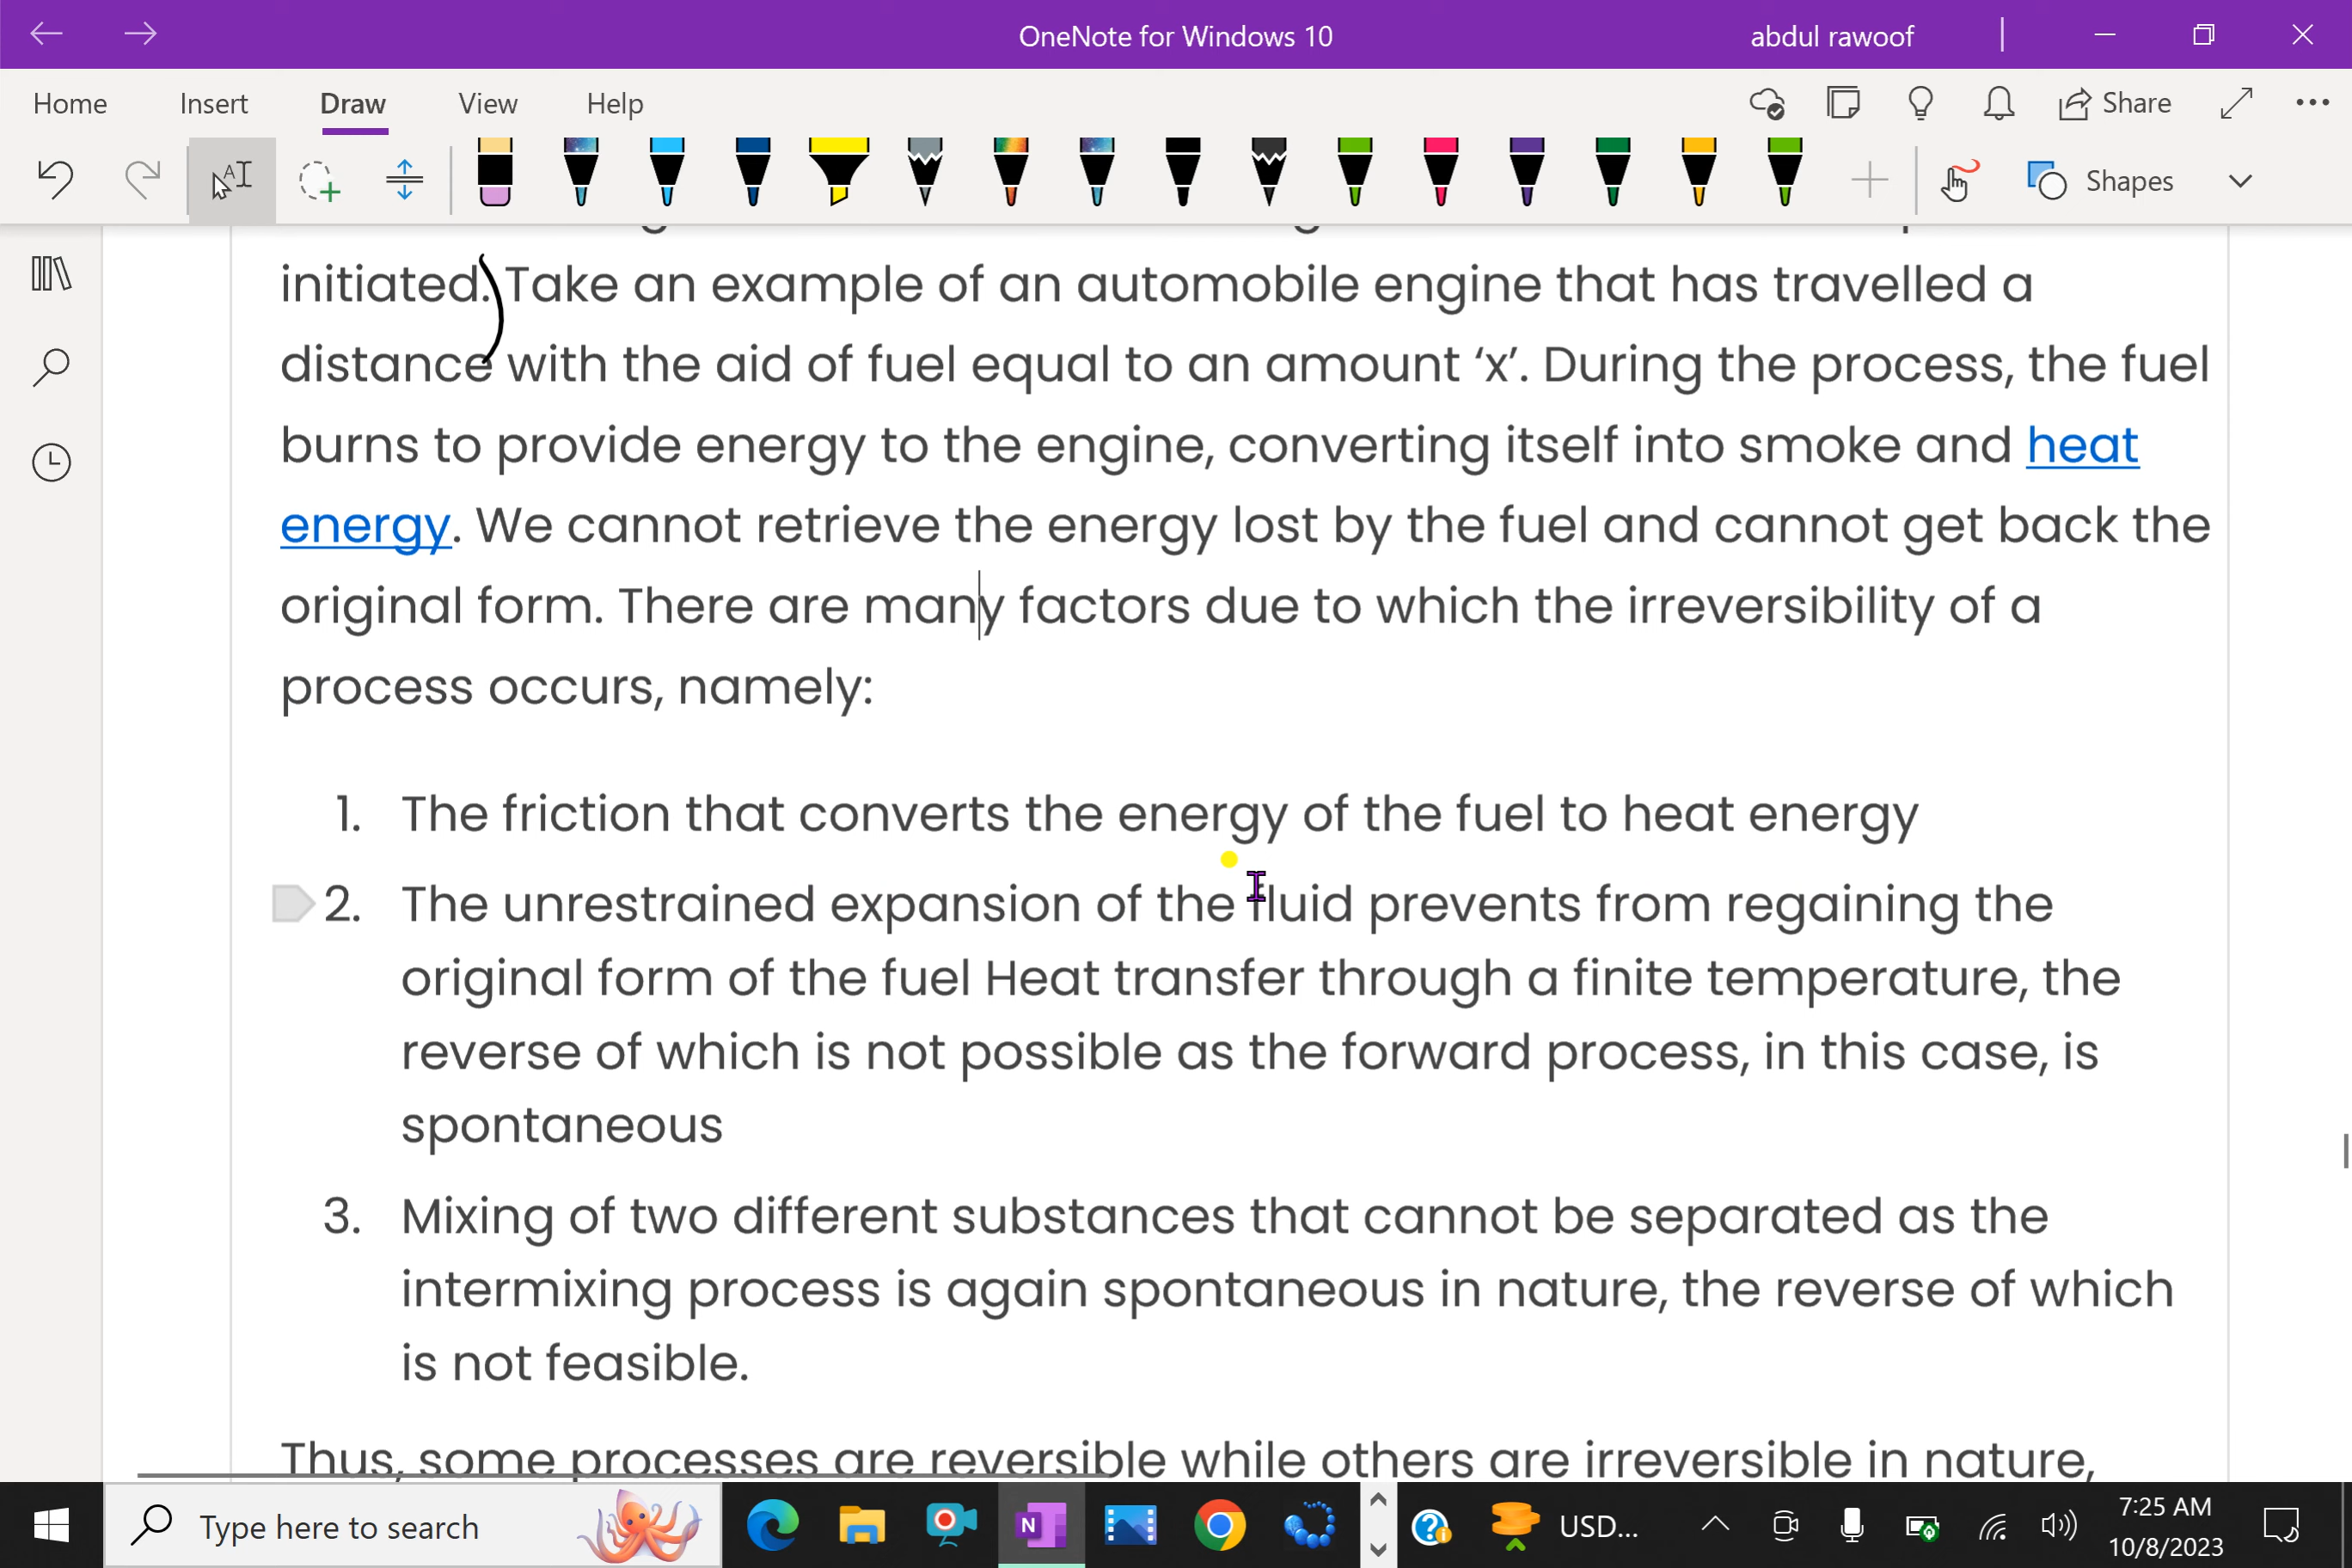 OneNote for Windows 10
abdul rawoof
Home Insert Draw View Help
Share
Shapes
initiated. Take an example of an automobile engine that has travelled a
distance with the aid of fuel equal to an amount ‘x’. During the process, the fuel
burns to provide energy to the engine, converting itself into smoke and heat
energy. We cannot retrieve the energy lost by the fuel and cannot get back the
original form. There are many factors due to which the irreversibility of a
process occurs, namely:
1. The friction that converts the energy of the fuel to heat energy
2. The unrestrained expansion of the fluid prevents from regaining the
original form of the fuel Heat transfer through a finite temperature, the
reverse of which is not possible as the forward process, in this case, is
spontaneous
3. Mixing of two different substances that cannot be separated as the
intermixing process is again spontaneous in nature, the reverse of which
is not feasible.
Thus, some processes are reversible while others are irreversible in nature,
Type here to search
USD...
7:25 AM
10/8/2023